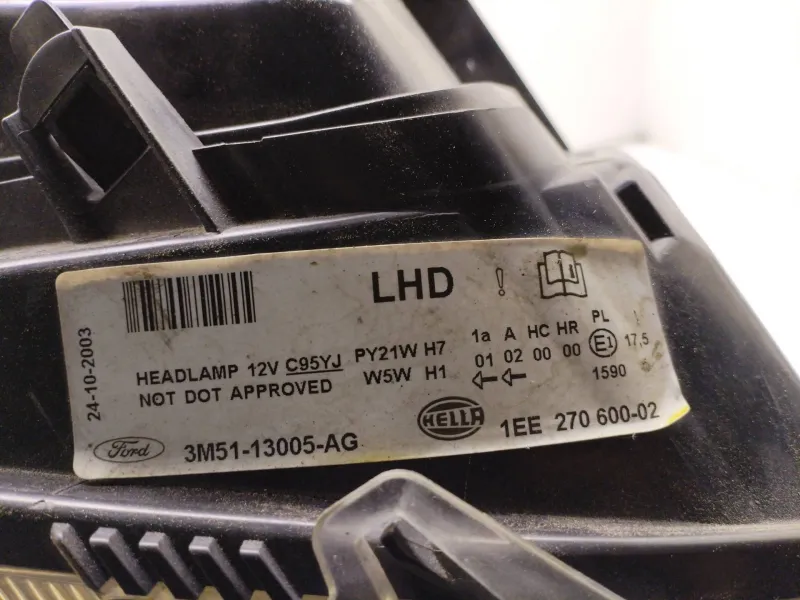 LHD !
24-10-2003
HEADLAMP 12V C95YJ PY21W H7
NOT DOT APPROVED W5W H1
1a A HC HR PL
01 02 00 00 E1 17,5
1590
Ford 3M51-13005-AG
HELLA 1EE 270 600-02